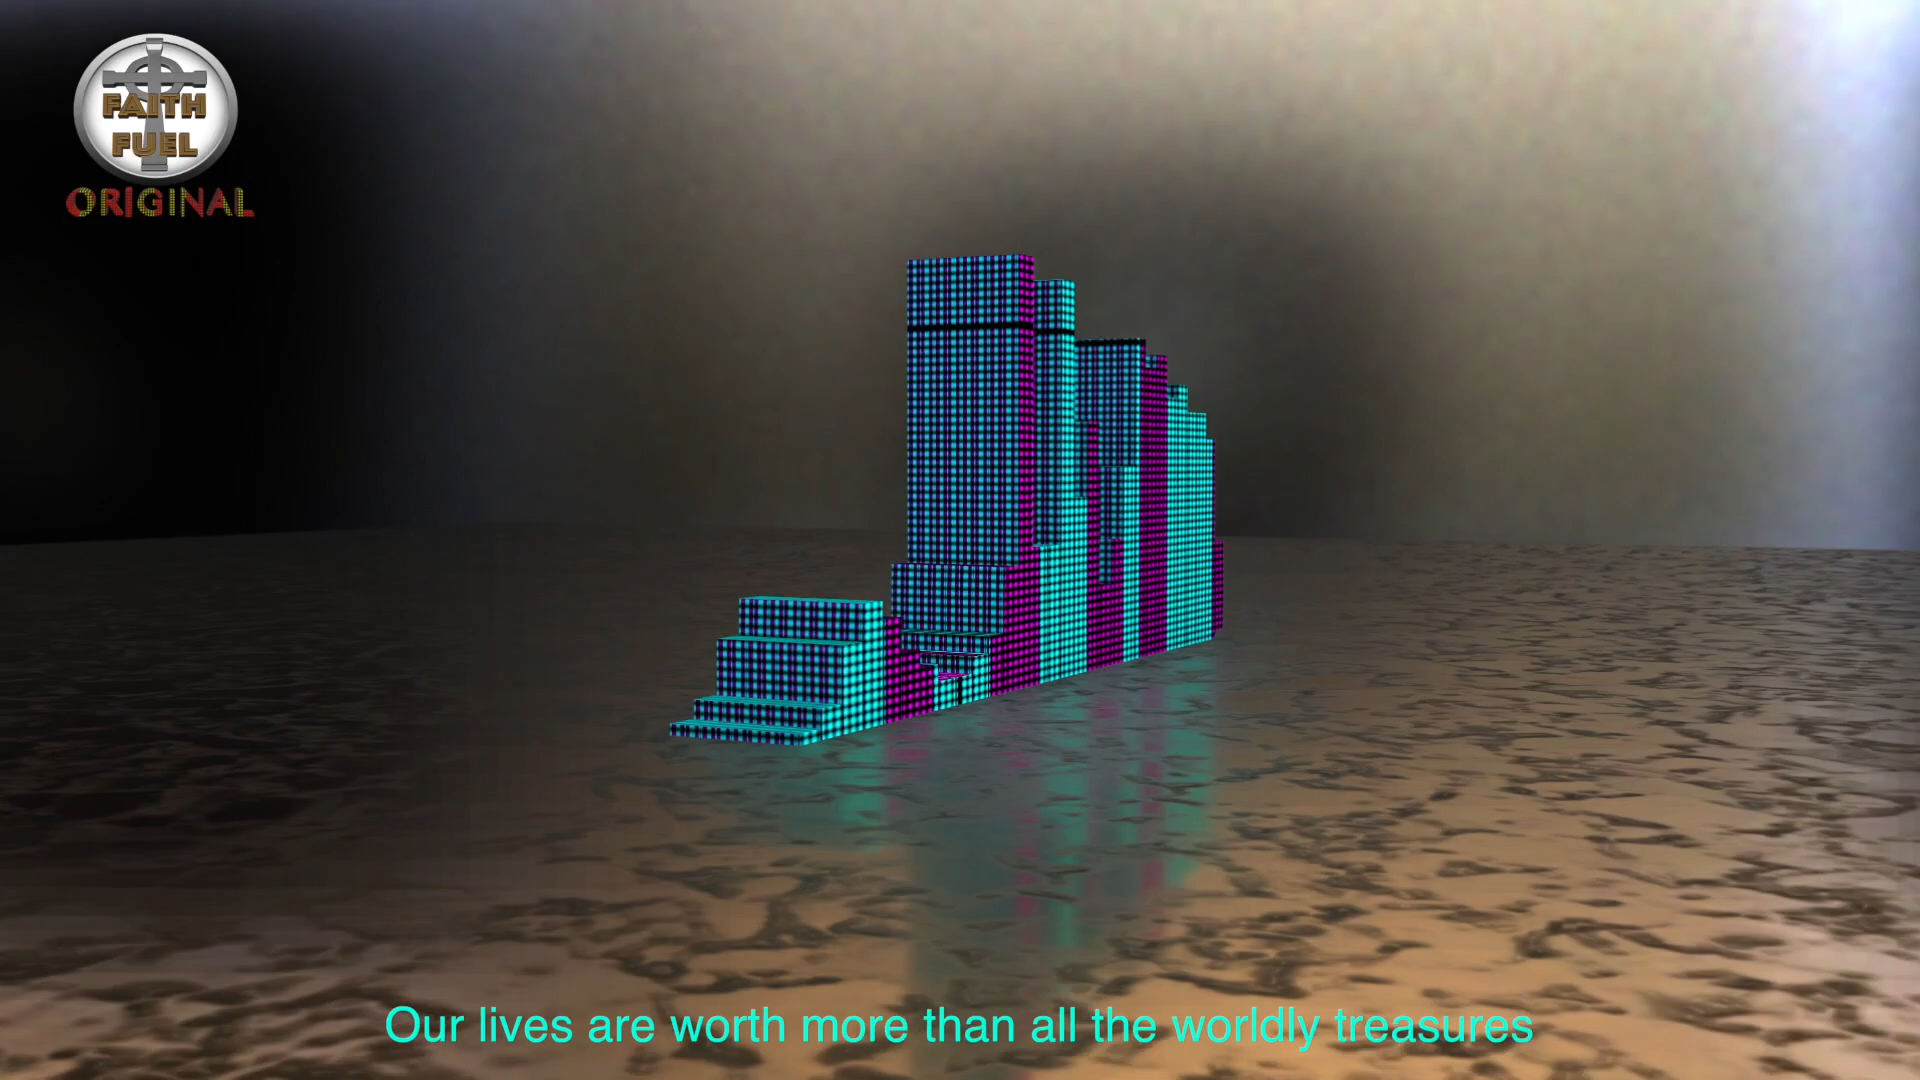 FAITH
FUEL
ORIGINAL
Our lives are worth more than all the worldly treasures